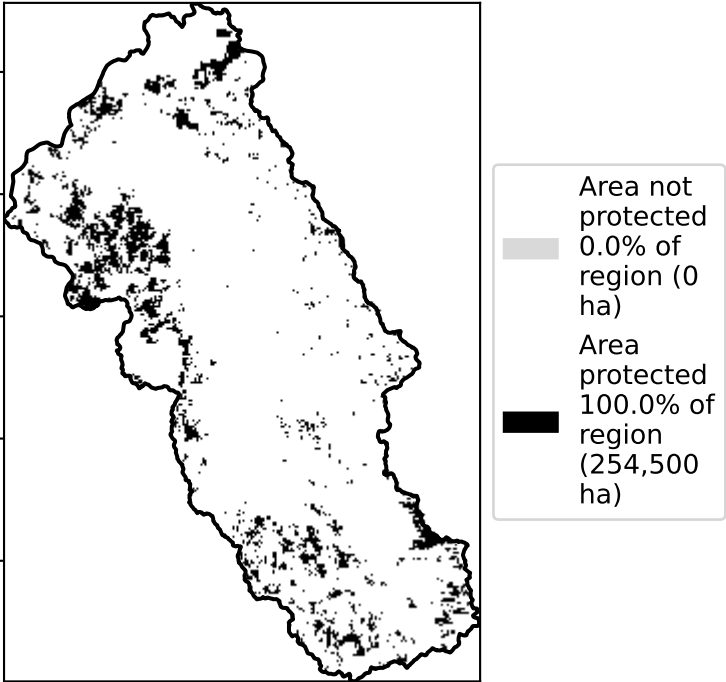 Area not
protected
0.0% of
region (0
ha)
Area
protected
100.0% of
region
(254,500
ha)